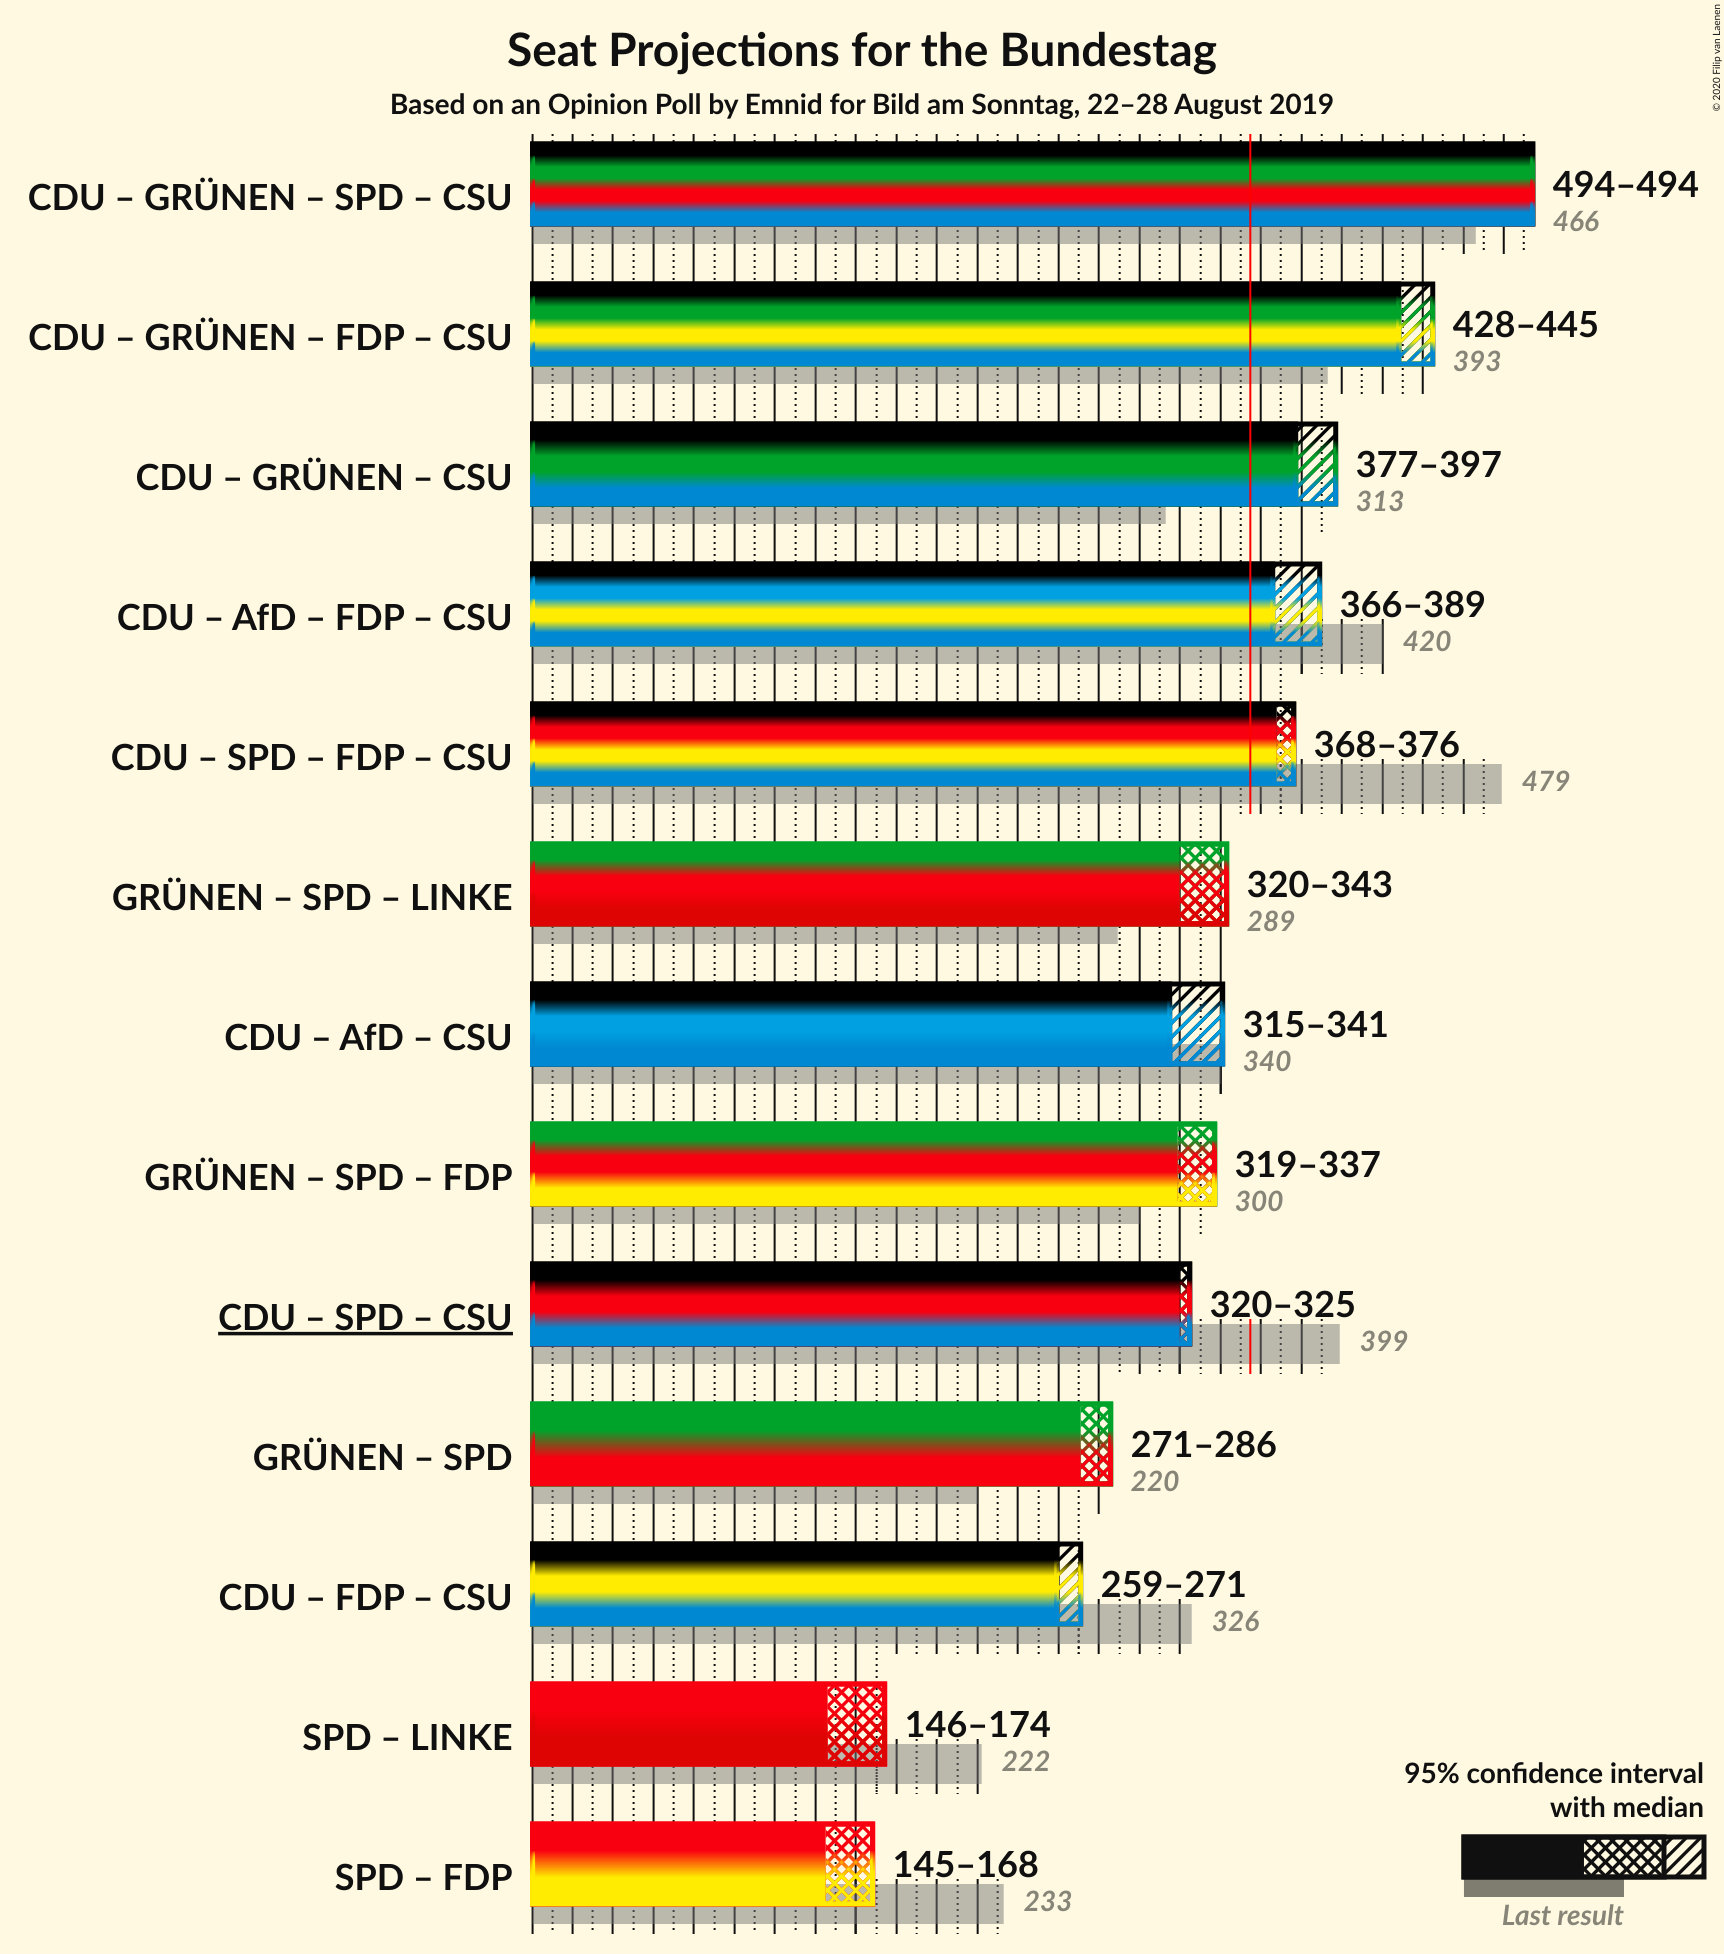 Seat Projections for the Bundestag
Based on an Opinion Poll by Emnid for Bild am Sonntag, 22–28 August 2019
© 2020 Filip van Laenen
CDU – GRÜNEN – SPD – CSU
494–494
466
CDU – GRÜNEN – FDP – CSU
428–445
393
CDU – GRÜNEN – CSU
377–397
313
CDU – AfD – FDP – CSU
366–389
420
CDU – SPD – FDP – CSU
368–376
479
GRÜNEN – SPD – LINKE
320–343
289
CDU – AfD – CSU
315–341
340
GRÜNEN – SPD – FDP
319–337
300
CDU – SPD – CSU
320–325
399
GRÜNEN – SPD
271–286
220
CDU – FDP – CSU
259–271
326
SPD – LINKE
146–174
222
SPD – FDP
145–168
233
95% confidence interval
with median
Last result